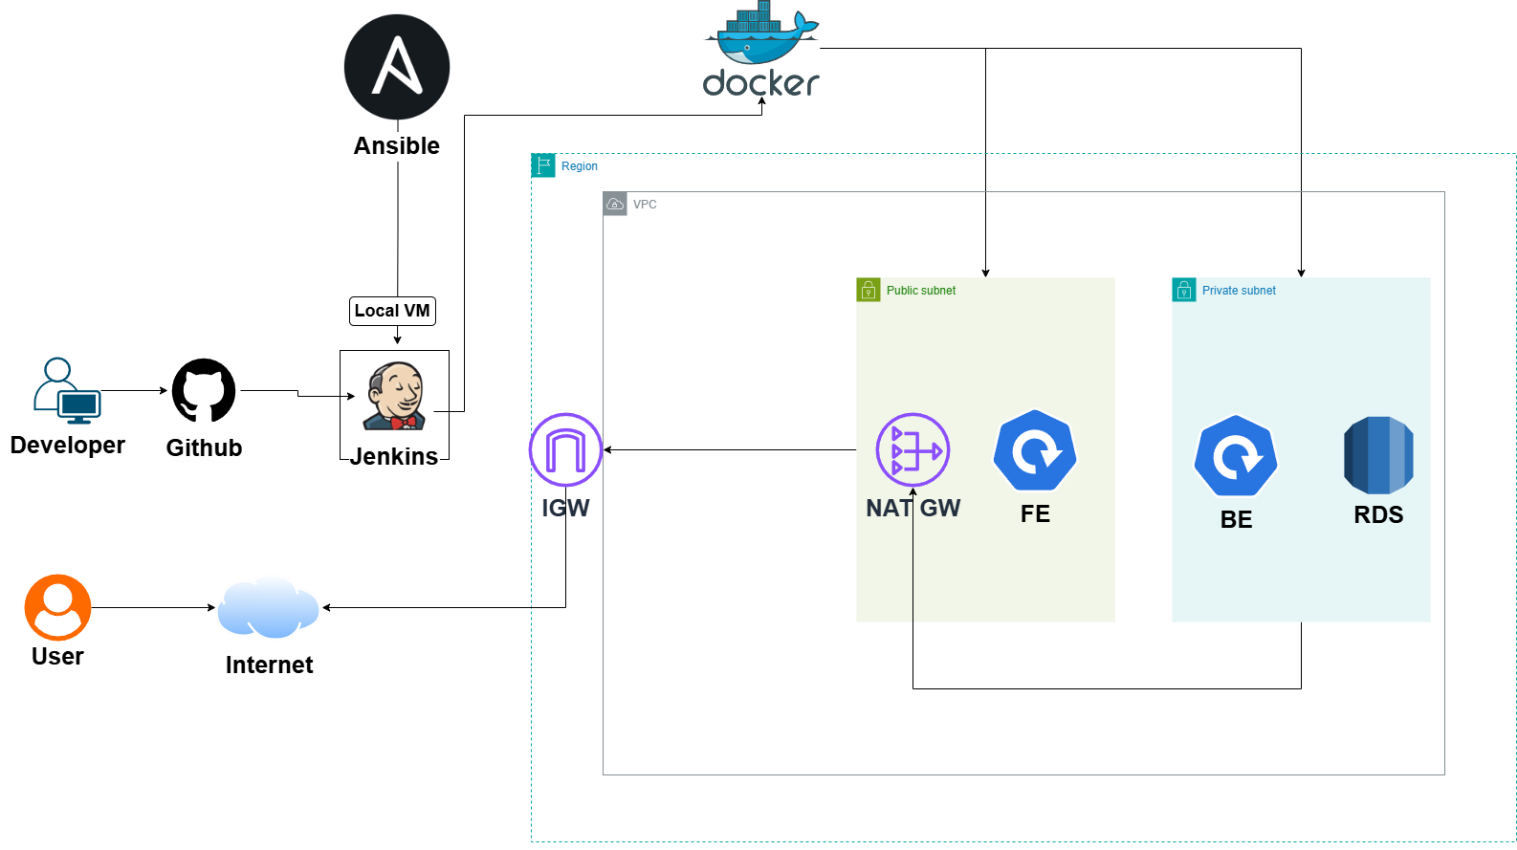 docker
Ansible
Region
VPC
Public subnet
Private subnet
Local VM
Developer
Github
Jenkins
IGW
NAT GW
FE
BE
RDS
User
Internet